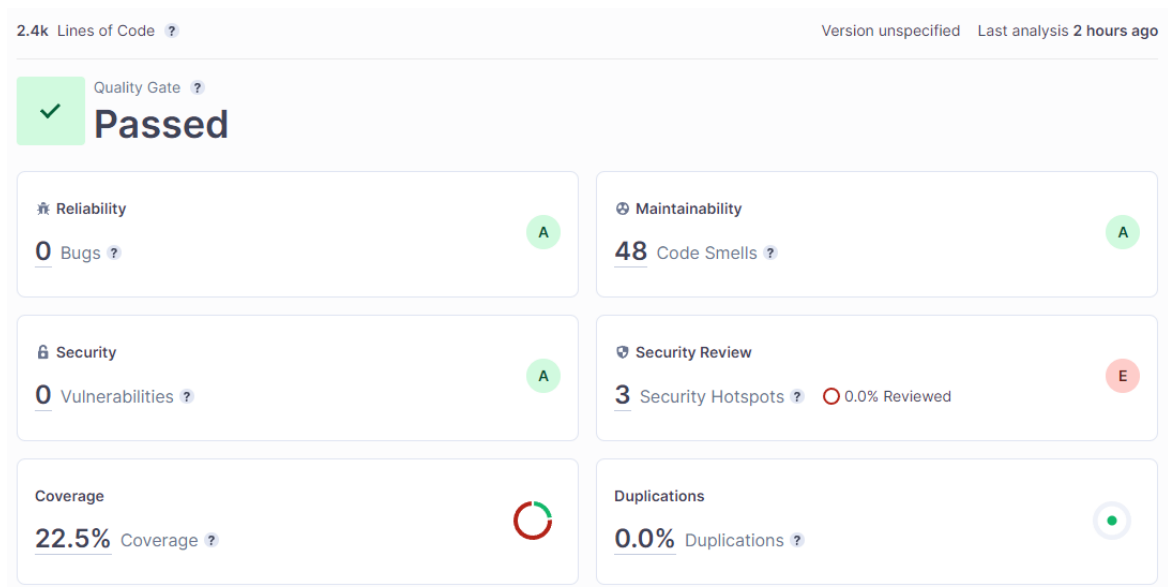 2.4k Lines of Code ? Version unspecified Last analysis 2 hours ago
Quality Gate ?
Passed
Reliability
0 Bugs ?
A
Maintainability
48 Code Smells ?
A
Security
0 Vulnerabilities ?
A
Security Review
3 Security Hotspots ? 0.0% Reviewed
E
Coverage
22.5% Coverage ?
Duplications
0.0% Duplications ?